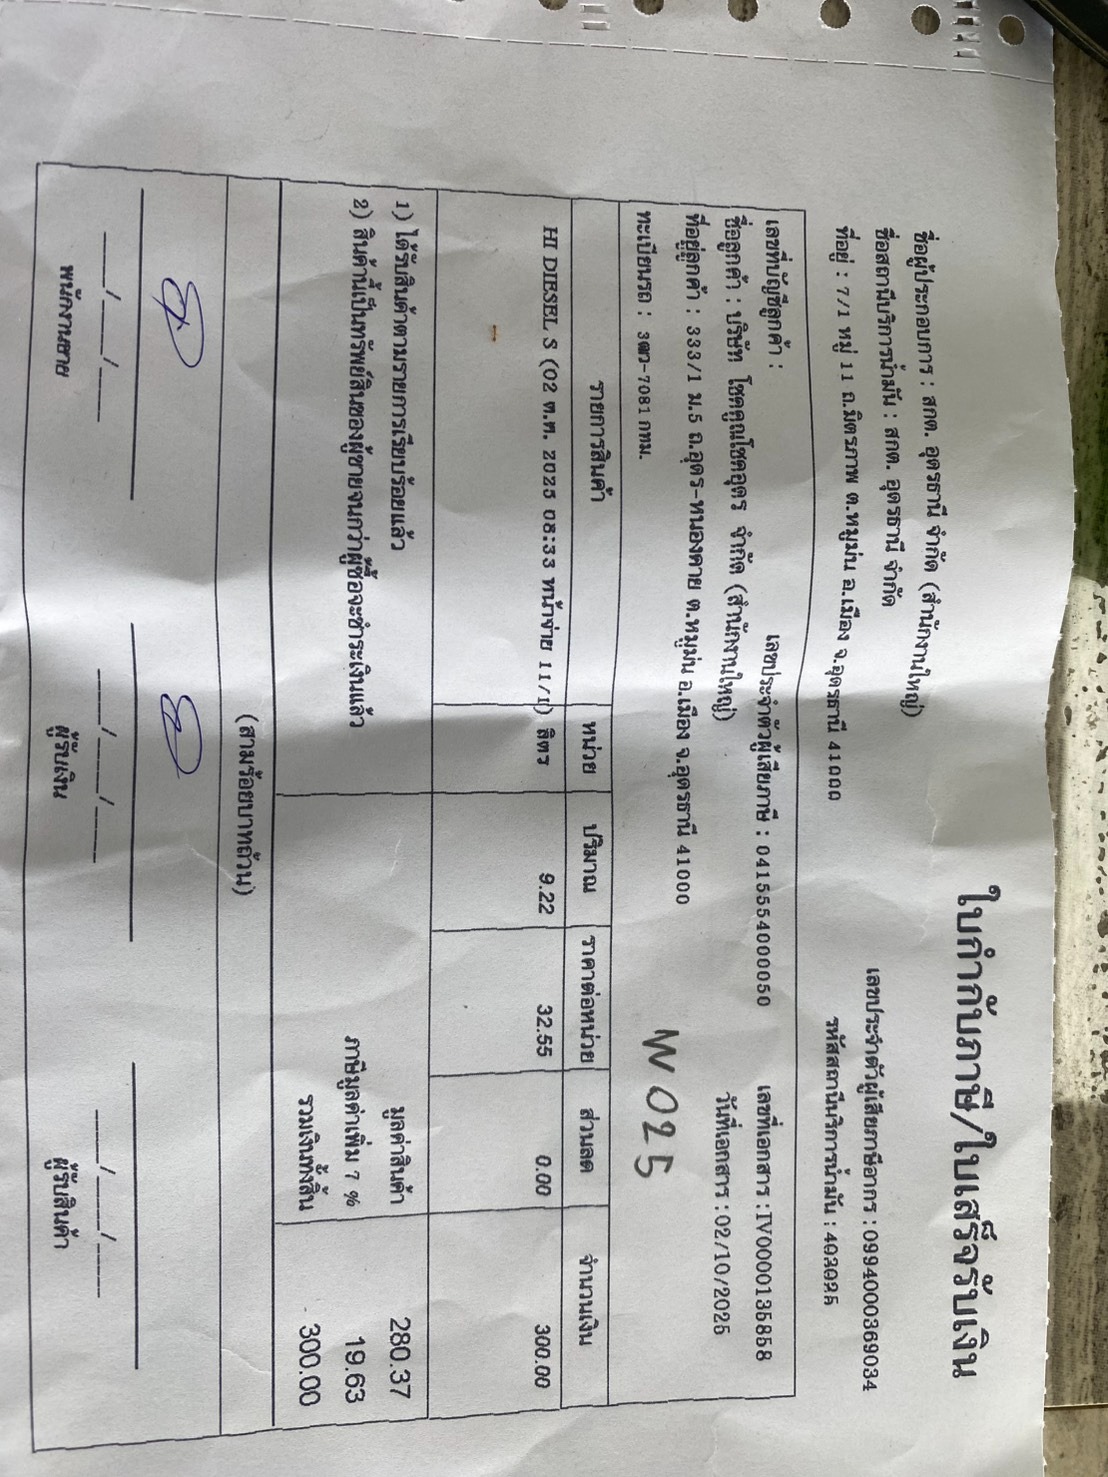 ใบกำกับภาษี/ใบเสร็จรับเงิน
ชื่อผู้ประกอบการ : สกต. อุดรธานี จำกัด (สำนักงานใหญ่)
เลขประจำตัวผู้เสียภาษีอากร : 0994000369034
ชื่อสถานีบริการน้ำมัน : สกต. อุดรธานี จำกัด
รหัสสถานีบริการน้ำมัน :
ที่อยู่ : 7/1 หมู่ 11 ถ.มิตรภาพ ต.หมูม่น อ.เมือง จ.อุดรธานี 41000
เลขที่บัญชีลูกค้า : เลขประจำตัวผู้เสียภาษี : 0415554000050 เลขที่เอกสาร : IV0000135858
ชื่อลูกค้า : บริษัท โชคคูณโชคอุดร จำกัด (สำนักงานใหญ่) วันที่เอกสาร : 02/10/2025
ที่อยู่ลูกค้า : 333/1 ม.5 ถ.อุดร-หนองคาย ต.หมูม่น อ.เมือง จ.อุดรธานี 41000
ทะเบียนรถ : 3ฒว-7081 กทม. W025
รายการสินค้า หน่วย ปริมาณ ราคาต่อหน่วย ส่วนลด จำนวนเงิน
HI DIESEL S (02 ต.ค. 2025 08:33 หน้าจ่าย 11/1) ลิตร 9.22 32.55 0.00 300.00
1) ได้รับสินค้าตามรายการเรียบร้อยแล้ว มูลค่าสินค้า 280.37
2) สินค้านี้เป็นทรัพย์สินของผู้ขายจนกว่าผู้ซื้อจะชำระเงินแล้ว ภาษีมูลค่าเพิ่ม 7 % 19.63
รวมเงินทั้งสิ้น 300.00
(สามร้อยบาทถ้วน)
___/___/___ ___/___/___ ___/___/___
พนักงานขาย ผู้รับเงิน ผู้รับสินค้า